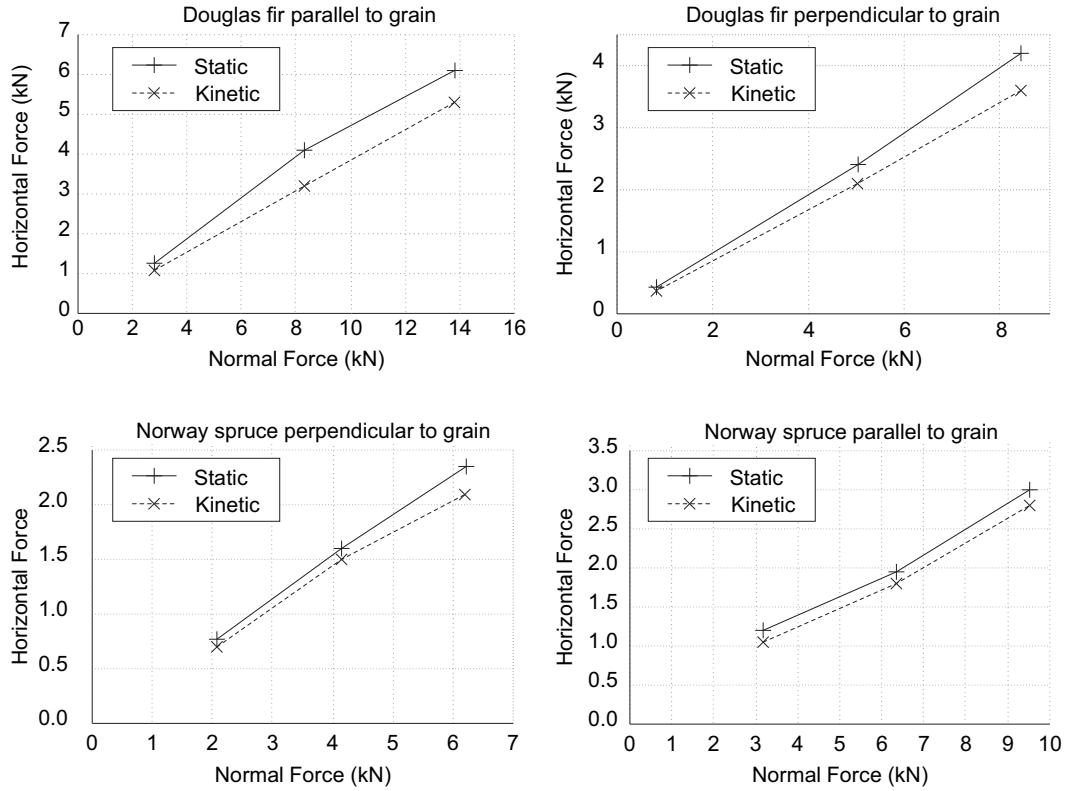 Douglas fir parallel to grain
7
6
5
4
3
2
1
0
Horizontal Force (kN)
Static
Kinetic
0 2 4 6 8 10 12 14 16
Normal Force (kN)
Douglas fir perpendicular to grain
4
3
2
1
0
Horizontal Force (kN)
Static
Kinetic
0 2 4 6 8
Normal Force (kN)
Norway spruce perpendicular to grain
2.5
2.0
1.5
1.0
0.5
0.0
Horizontal Force
Static
Kinetic
0 1 2 3 4 5 6 7
Normal Force (kN)
Norway spruce parallel to grain
3.5
3.0
2.5
2.0
1.5
1.0
0.5
0.0
Horizontal Force
Static
Kinetic
0 1 2 3 4 5 6 7 8 9 10
Normal Force (kN)